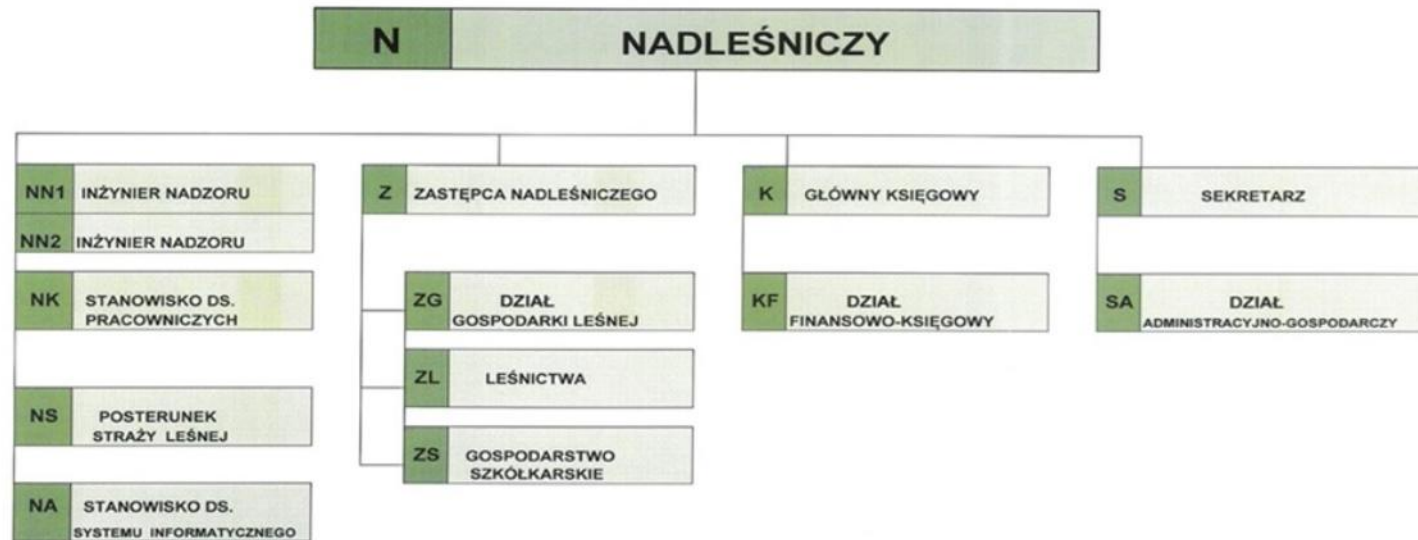 N NADLEŚNICZY
NN1 INŻYNIER NADZORU
NN2 INŻYNIER NADZORU
NK STANOWISKO DS.
PRACOWNICZYCH
NS POSTERUNEK
STRAŻY LEŚNEJ
NA STANOWISKO DS.
SYSTEMU INFORMATYCZNEGO
Z ZASTĘPCA NADLEŚNICZEGO
ZG DZIAŁ
GOSPODARKI LEŚNEJ
ZL LEŚNICTWA
ZS GOSPODARSTWO
SZKÓŁKARSKIE
K GŁÓWNY KSIĘGOWY
KF DZIAŁ
FINANSOWO-KSIĘGOWY
S SEKRETARZ
SA DZIAŁ
ADMINISTRACYJNO-GOSPODARCZY